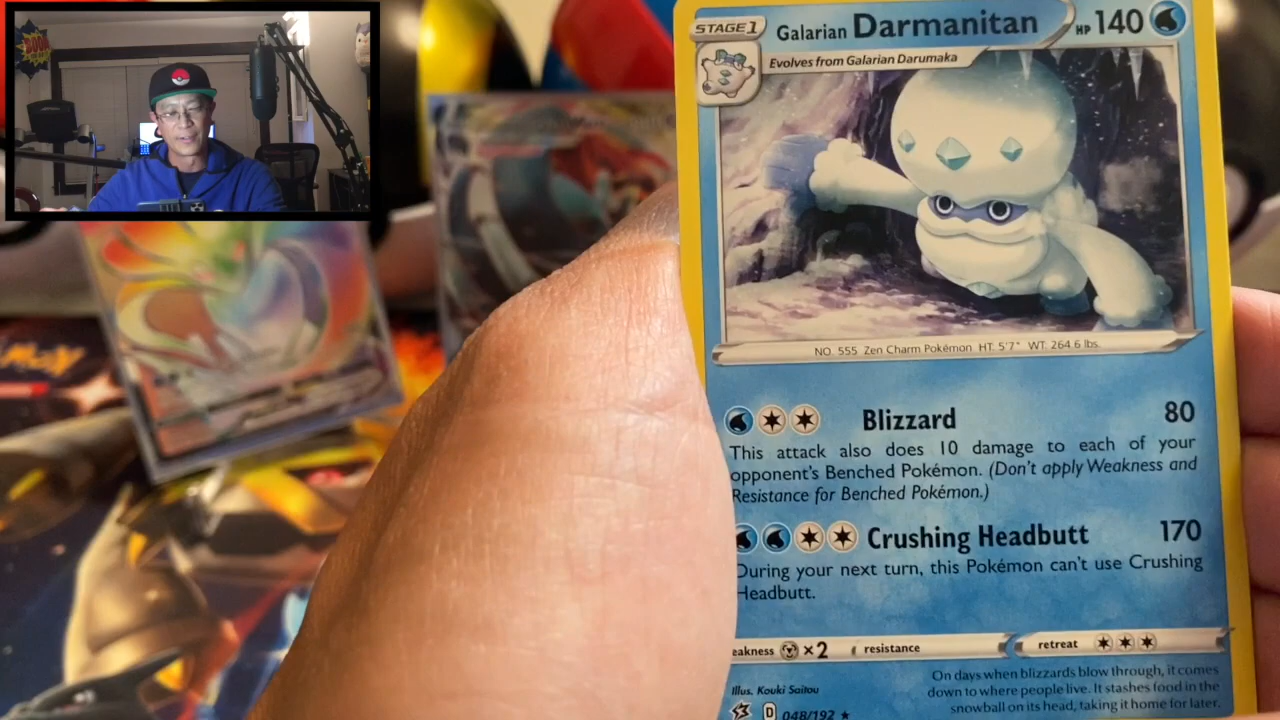 BOOM
STAGE 1
Galarian Darmanitan HP 140
Evolves from Galarian Darumaka
NO. 555 Zen Charm Pokémon HT: 5'7" WT: 264.6 lbs.
Blizzard 80
This attack also does 10 damage to each of your
opponent's Benched Pokémon. (Don't apply Weakness and
Resistance for Benched Pokémon.)
Crushing Headbutt 170
During your next turn, this Pokémon can't use Crushing
Headbutt.
eakness ×2 resistance retreat
On days when blizzards blow through, it comes
down to where people live. It stashes food in the
snowball on its head, taking it home for later.
Illus. Kouki Saitou
D 048/192 ★